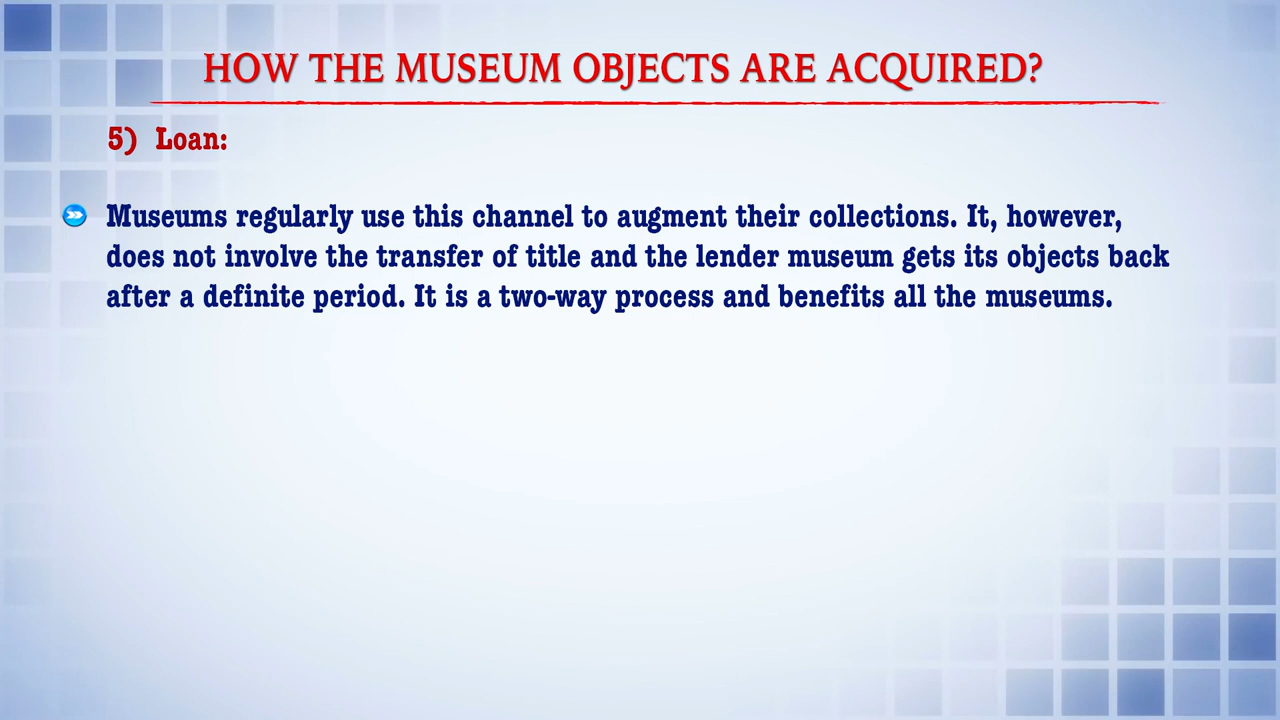 HOW THE MUSEUM OBJECTS ARE ACQUIRED?
5) Loan:
Museums regularly use this channel to augment their collections. It, however,
does not involve the transfer of title and the lender museum gets its objects back
after a definite period. It is a two-way process and benefits all the museums.